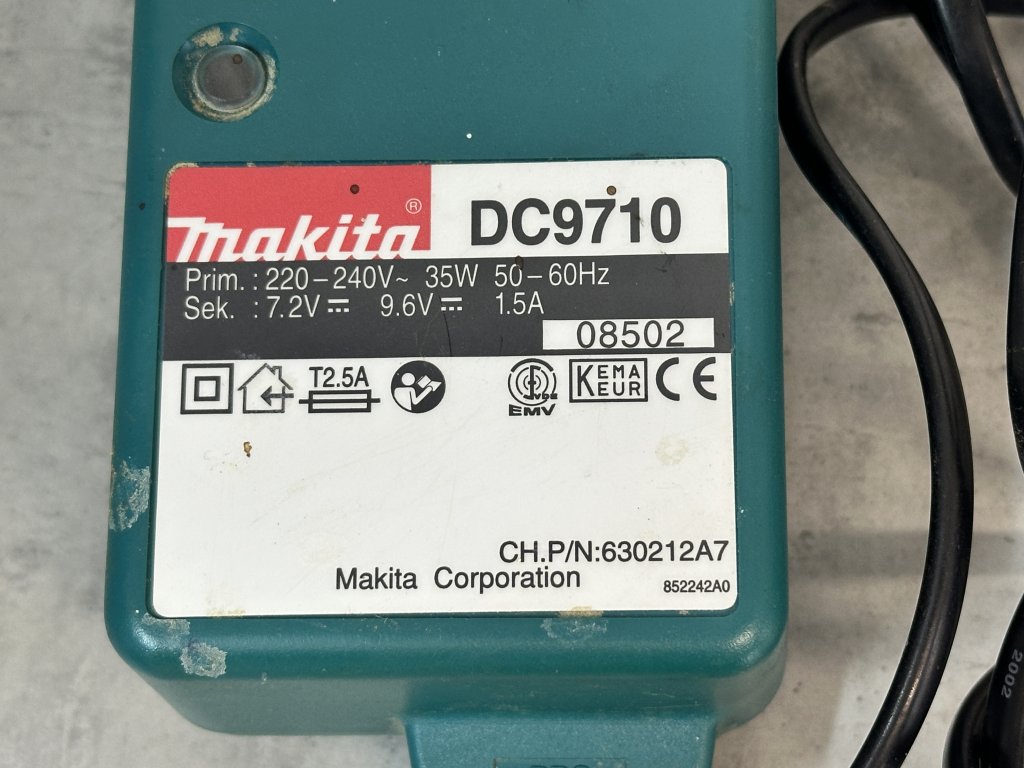 Makita®
DC9710
Prim. : 220–240V~ 35W 50–60Hz
Sek. : 7.2V⎓ 9.6V⎓ 1.5A
08502
T2.5A
VDE
EMV
KEMA
KEUR
CE
CH.P/N:630212A7
Makita Corporation
852242A0
2002